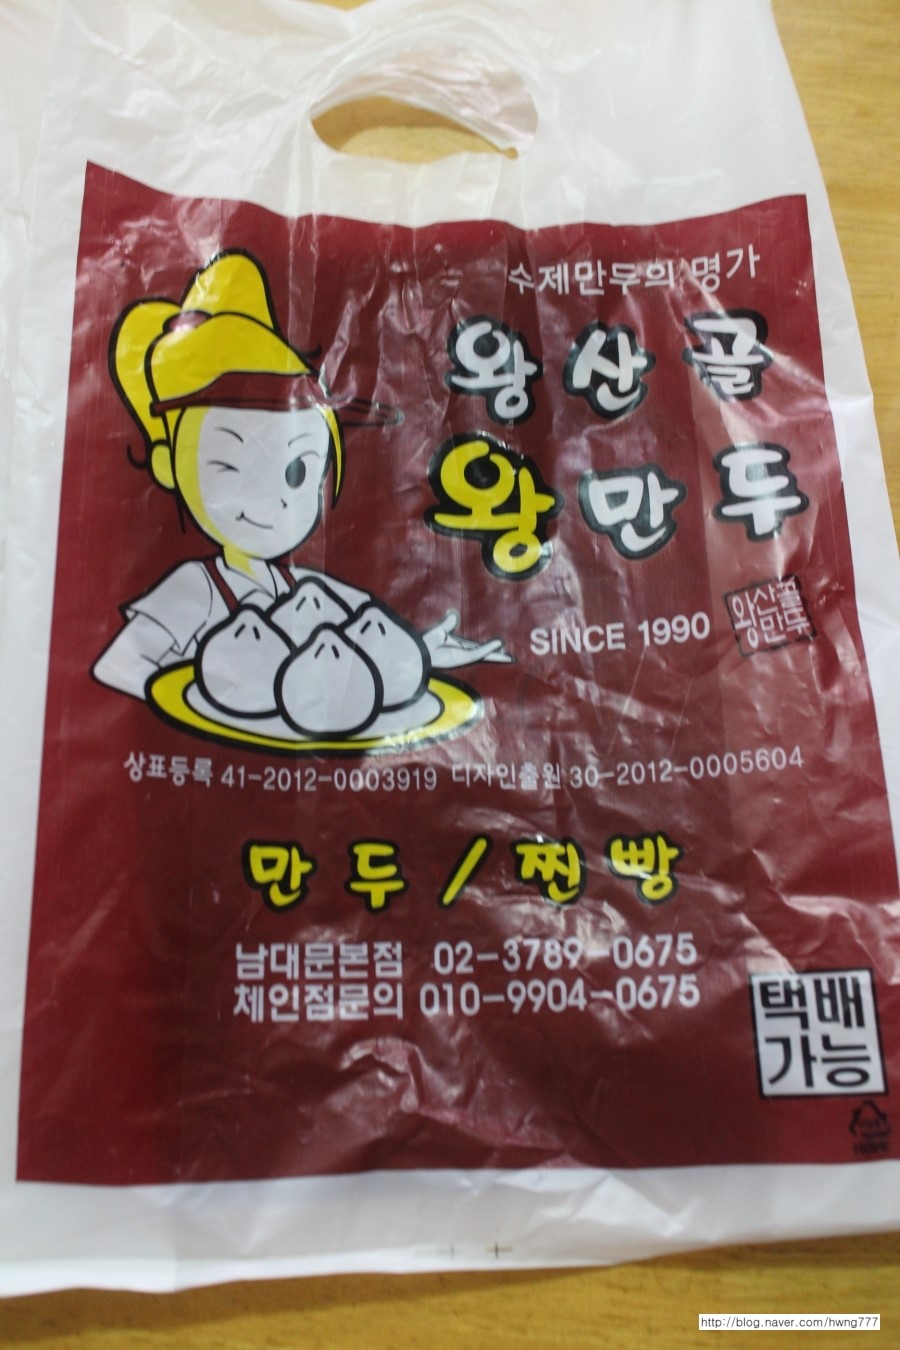 수제만두의 명가
왕산골
왕만두
SINCE 1990
왕산골
왕만두
상표등록 41-2012-0003919 디자인출원 30-2012-0005604
만두/찐빵
남대문본점 02-3789-0675
체인점문의 010-9904-0675
택배
가능
http://blog.naver.com/hwng777